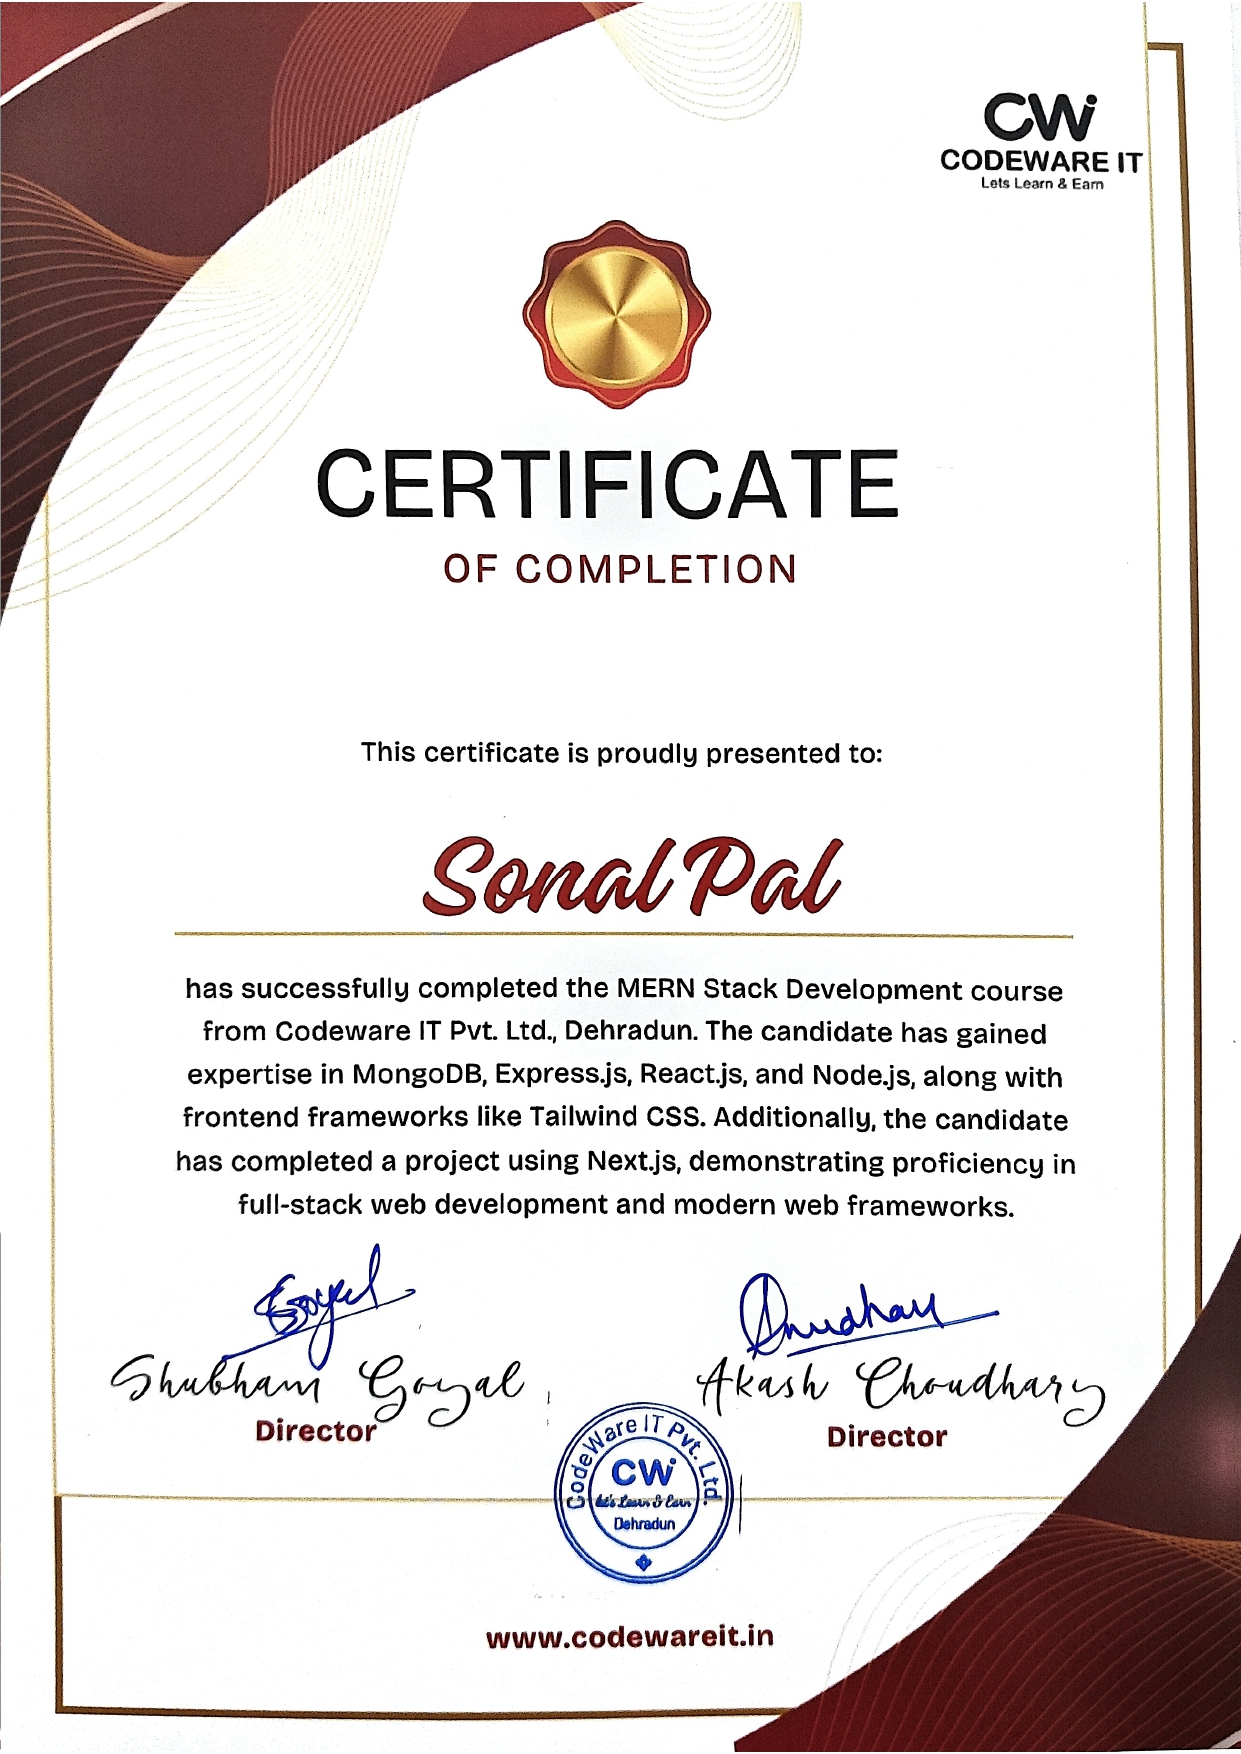 CWi
CODEWARE IT
Lets Learn & Earn
CERTIFICATE
OF COMPLETION
This certificate is proudly presented to:
Sonal Pal
has successfully completed the MERN Stack Development course
from Codeware IT Pvt. Ltd., Dehradun. The candidate has gained
expertise in MongoDB, Express.js, React.js, and Node.js, along with
frontend frameworks like Tailwind CSS. Additionally, the candidate
has completed a project using Next.js, demonstrating proficiency in
full-stack web development and modern web frameworks.
Goyal
Choudhary
Shubham Goyal
Akash Choudhary
Director
Director
CodeWare IT Pvt. Ltd.
CWi
Let's Learn & Earn
Dehradun
www.codewareit.in